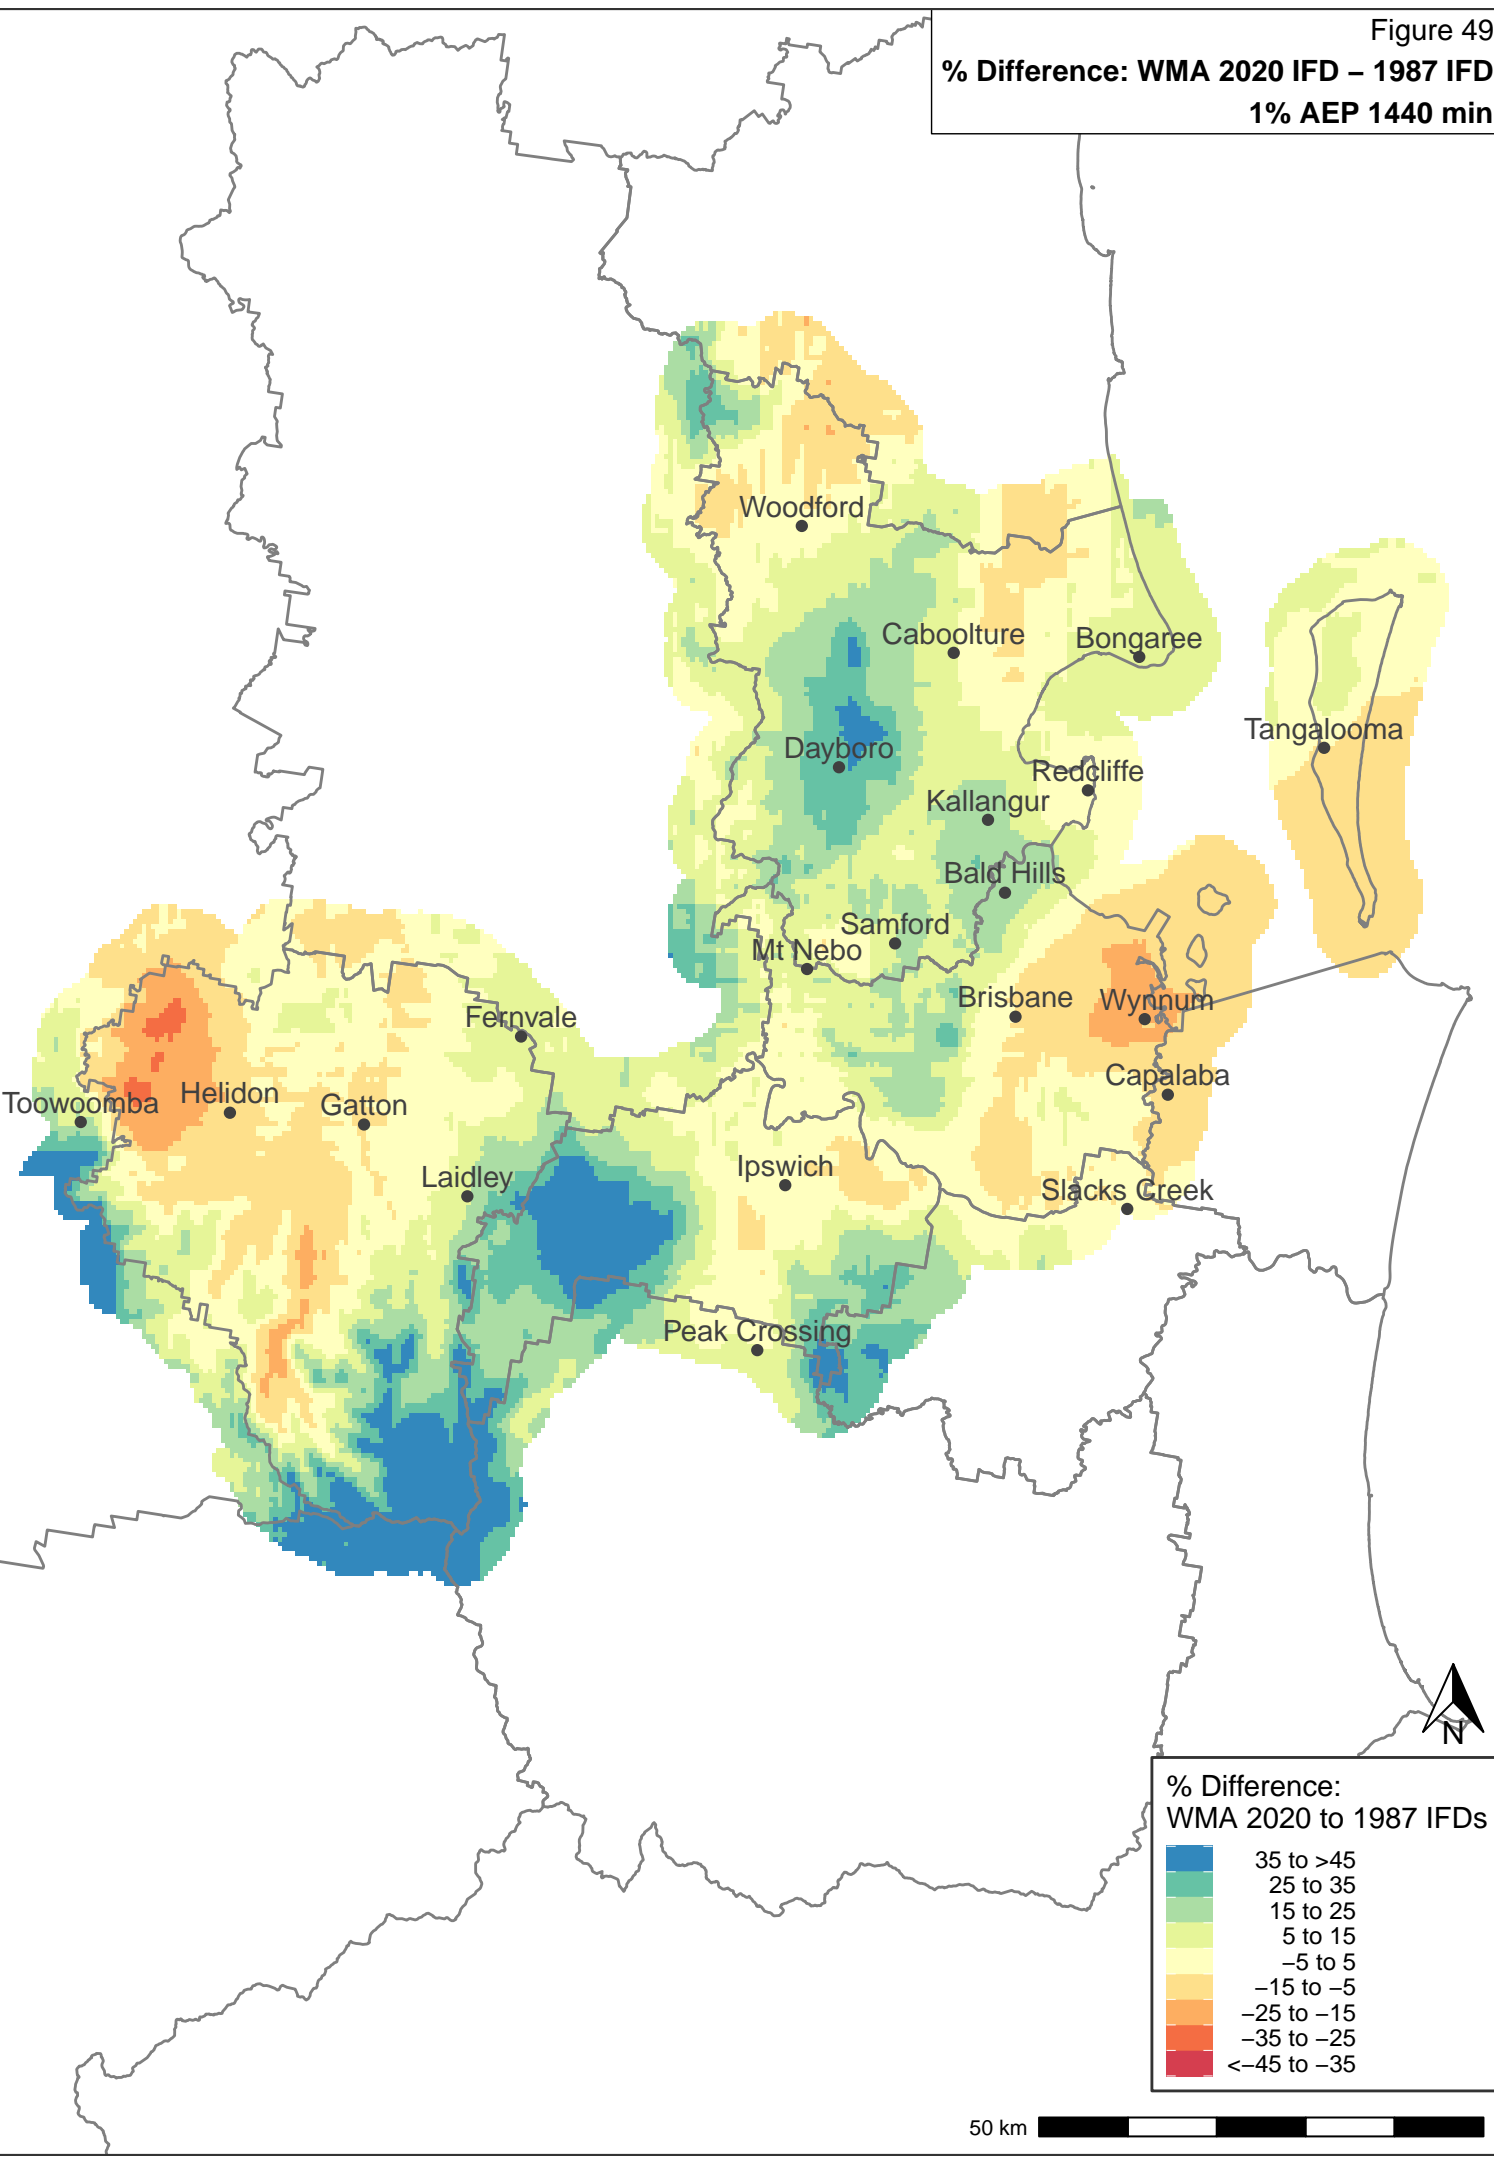 Figure 49
% Difference: WMA 2020 IFD – 1987 IFD
1% AEP 1440 min
Woodford
Caboolture
Bongaree
Tangalooma
Dayboro
Redcliffe
Kallangur
Bald Hills
Samford
Mt Nebo
Brisbane
Wynnum
Fernvale
Capalaba
Toowoomba
Helidon
Gatton
Laidley
Ipswich
Slacks Creek
Peak Crossing
N
% Difference:
WMA 2020 to 1987 IFDs
35 to >45
25 to 35
15 to 25
5 to 15
−5 to 5
−15 to −5
−25 to −15
−35 to −25
<−45 to −35
50 km